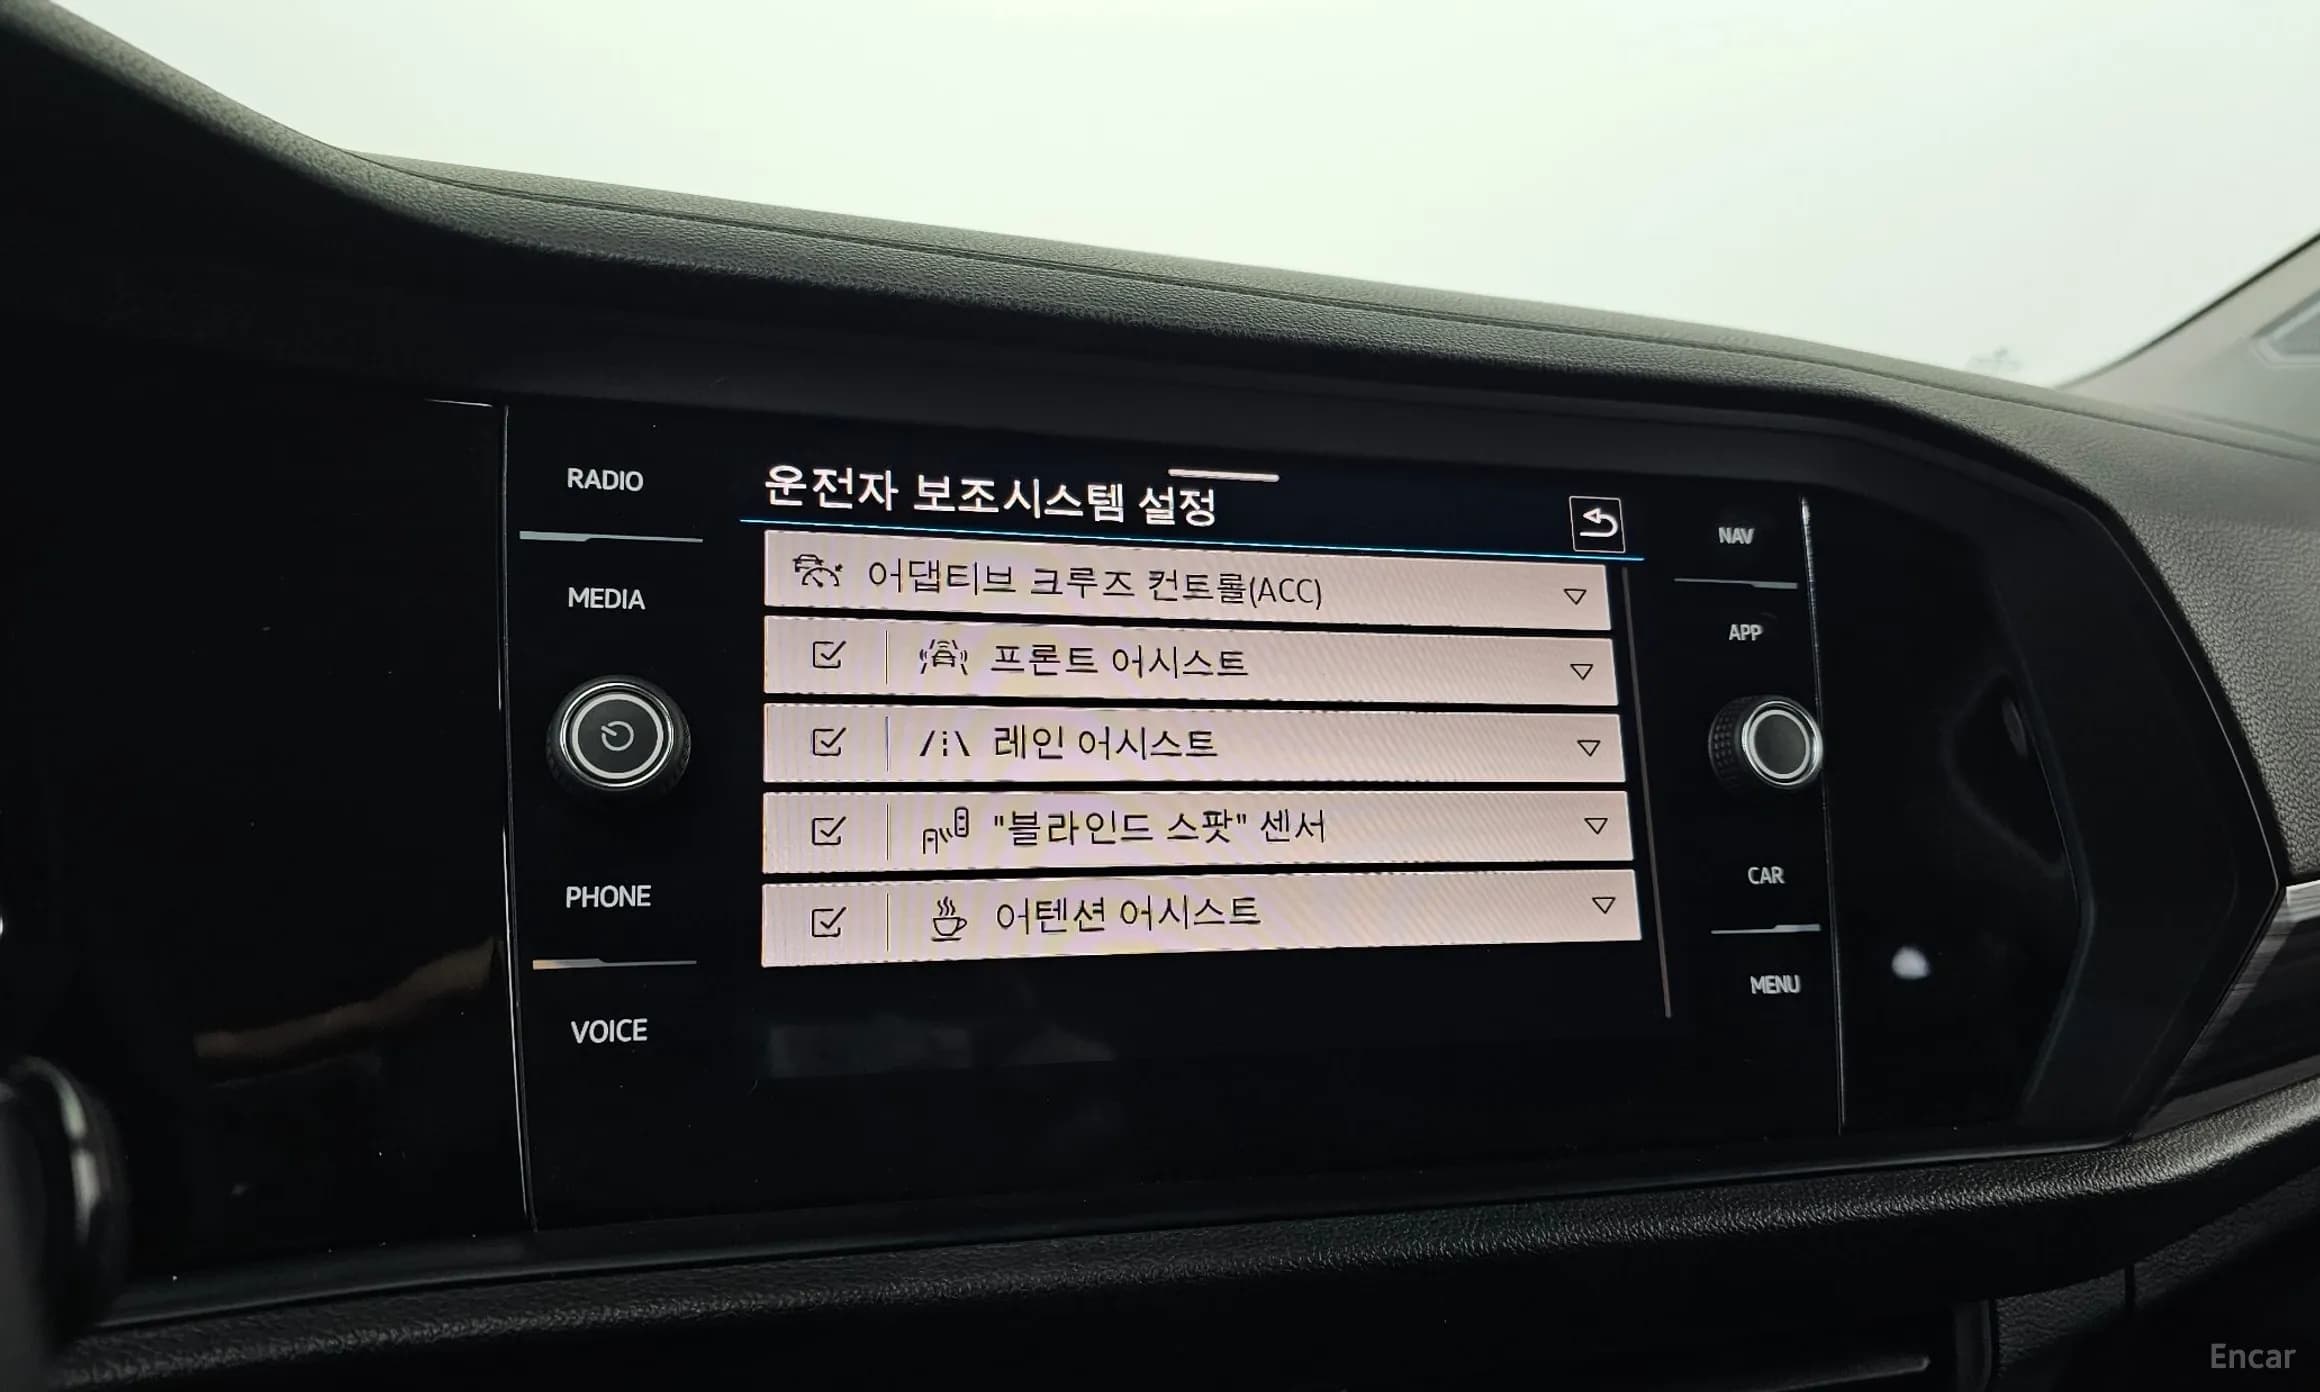 RADIO
MEDIA
PHONE
VOICE
운전자 보조시스템 설정
어댑티브 크루즈 컨트롤(ACC)
프론트 어시스트
레인 어시스트
"블라인드 스팟" 센서
어텐션 어시스트
NAV
APP
CAR
MENU
Encar